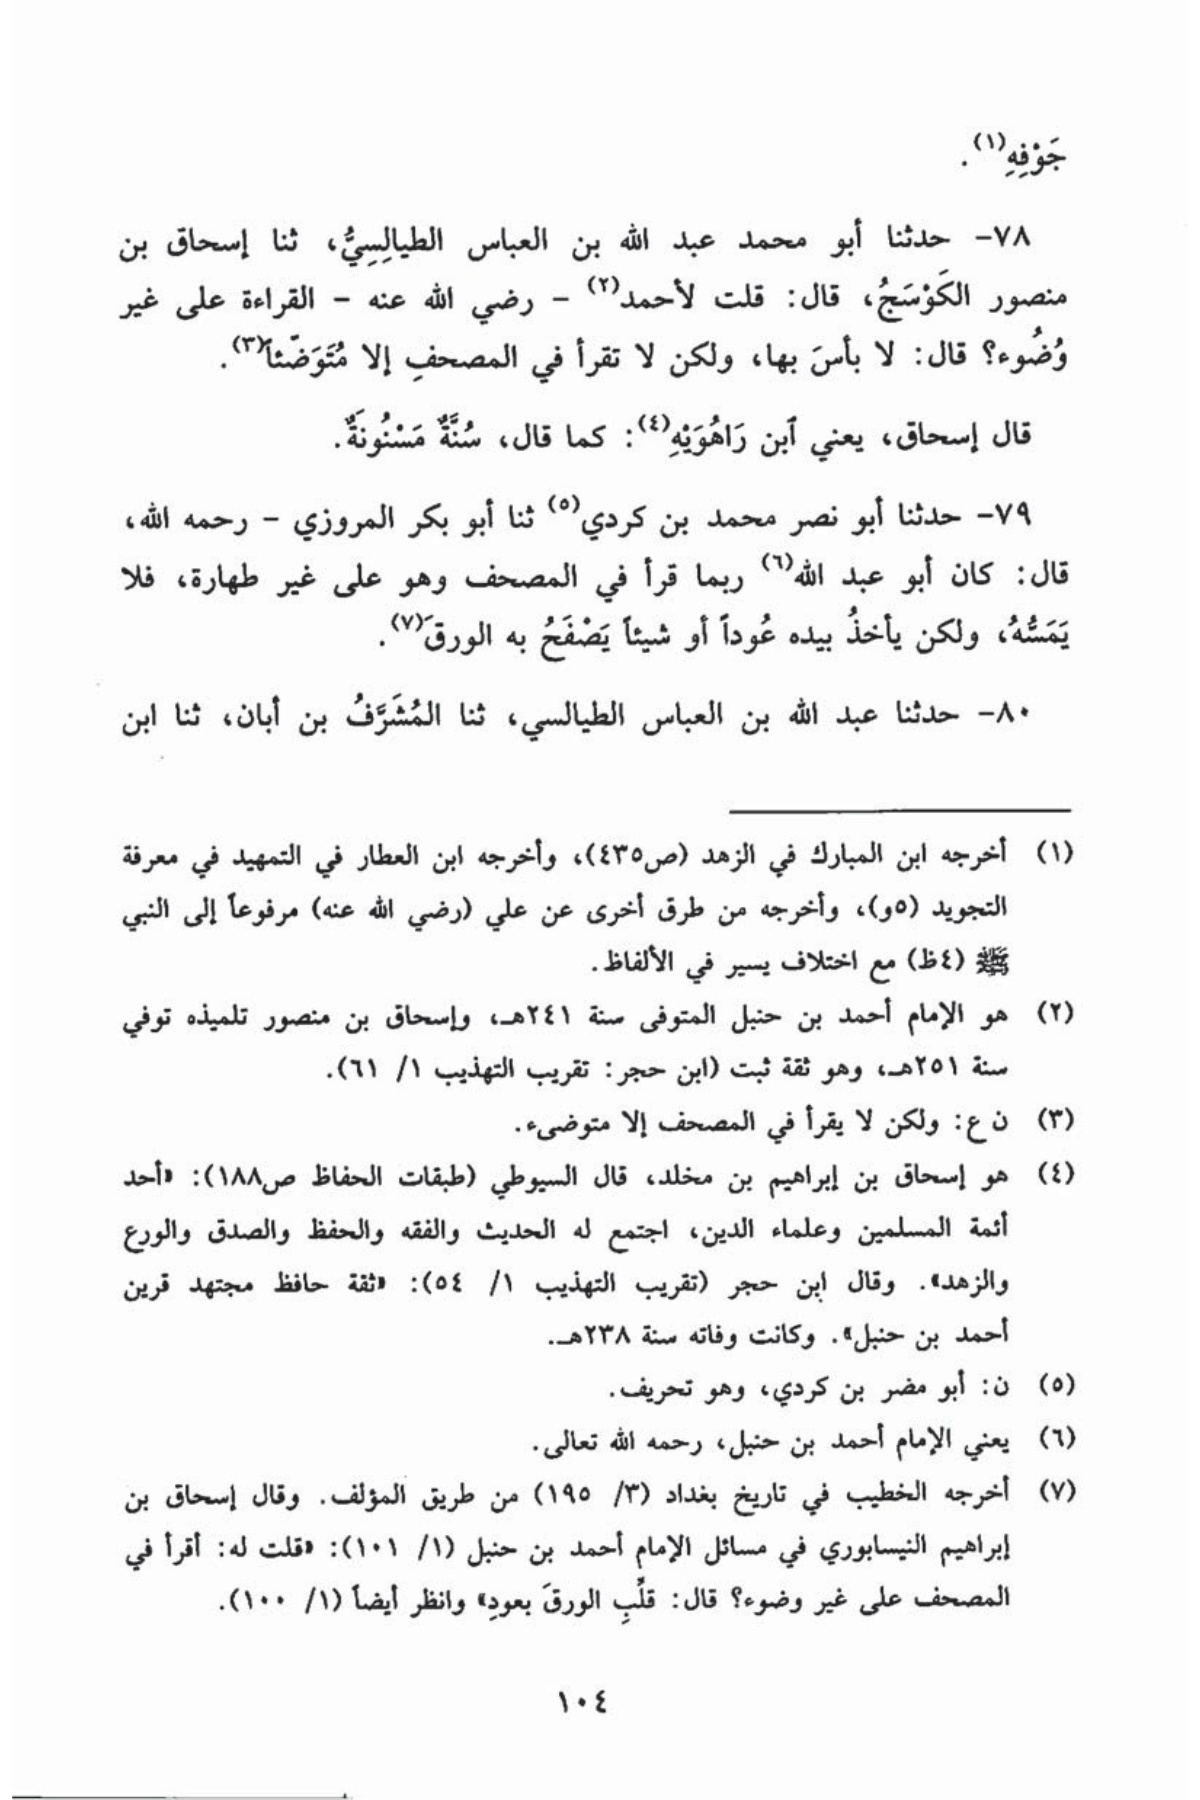 جَوْفِهِ(١).
٧٨- حدثنا أبو محمد عبد الله بن العباس الطيالِسِيُّ، ثنا إسحاق بن
منصور الكَوْسَجُ، قال: قلت لأحمد(٢) - رضي الله عنه - القراءة على غير
وُضُوء؟ قال: لا بأسَ بها، ولكن لا تقرأ في المصحفِ إلا مُتَوَضّئاً(٣).
قال إسحاق، يعني آبن رَاهُوَيْهِ(٤): كما قال، سُنَّةٌ مَسْنُونَةٌ.
٧٩- حدثنا أبو نصر محمد بن كردي(٥) ثنا أبو بكر المروزي - رحمه الله،
قال: كان أبو عبد الله(٦) ربما قرأ في المصحف وهو على غير طهارة، فلا
يَمَسُّهُ، ولكن يأخذُ بيده عُوداً أو شيئاً يَصْفَحُ به الورقَ(٧).
٨٠- حدثنا عبد الله بن العباس الطيالسي، ثنا المُشَرَّفُ بن أبان، ثنا ابن
(١) أخرجه ابن المبارك في الزهد (ص٤٣٥)، وأخرجه ابن العطار في التمهيد في معرفة
التجويد (٥و)، وأخرجه من طرق أخرى عن علي (رضي الله عنه) مرفوعاً إلى النبي
ﷺ (٤ظ) مع اختلاف يسير في الألفاظ.
(٢) هو الإمام أحمد بن حنبل المتوفى سنة ٢٤١هـ، وإسحاق بن منصور تلميذه توفي
سنة ٢٥١هـ، وهو ثقة ثبت (ابن حجر: تقريب التهذيب ١/ ٦١).
(٣) ن ع: ولكن لا يقرأ في المصحف إلا متوضىء.
(٤) هو إسحاق بن إبراهيم بن مخلد، قال السيوطي (طبقات الحفاظ ص١٨٨): «أحد
أئمة المسلمين وعلماء الدين، اجتمع له الحديث والفقه والحفظ والصدق والورع
والزهد». وقال ابن حجر (تقريب التهذيب ١/ ٥٤): «ثقة حافظ مجتهد قرين
أحمد بن حنبل». وكانت وفاته سنة ٢٣٨هـ.
(٥) ن: أبو مضر بن كردي، وهو تحريف.
(٦) يعني الإمام أحمد بن حنبل، رحمه الله تعالى.
(٧) أخرجه الخطيب في تاريخ بغداد (٣/ ١٩٥) من طريق المؤلف. وقال إسحاق بن
إبراهيم النيسابوري في مسائل الإمام أحمد بن حنبل (١/ ١٠١): «قلت له: أقرأ في
المصحف على غير وضوء؟ قال: قلِّبِ الورقَ بعودِ» وانظر أيضاً (١/ ١٠٠).
١٠٤